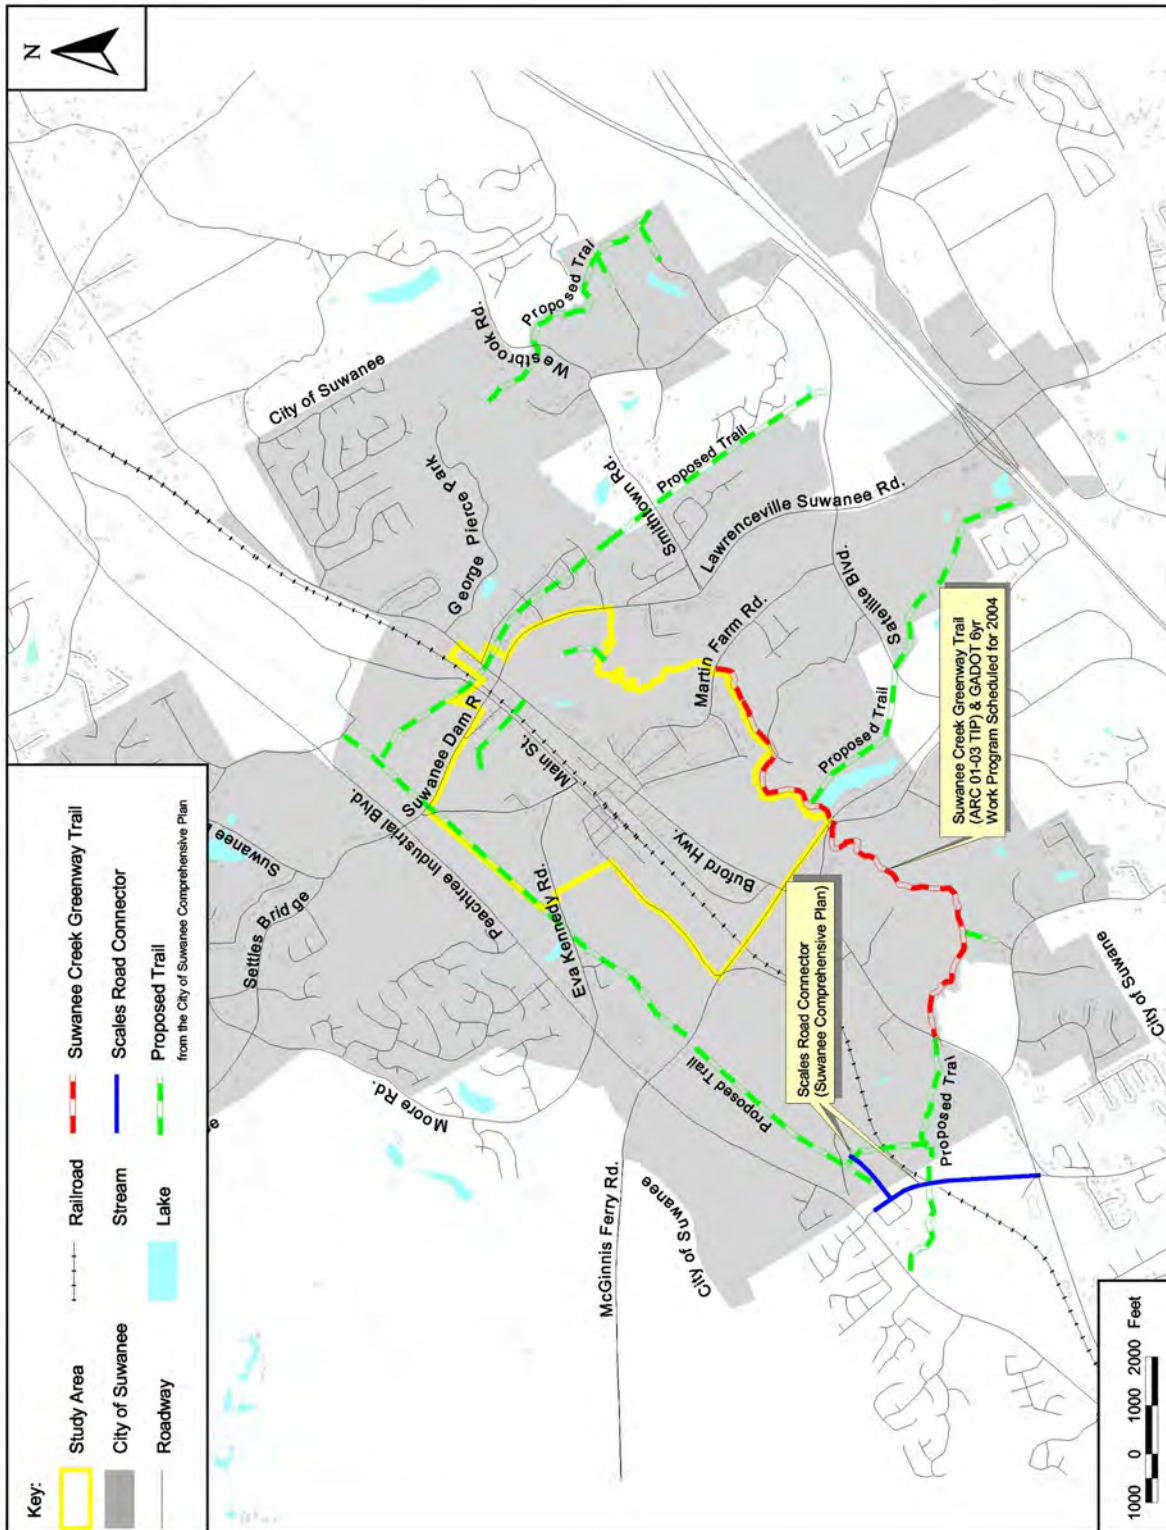 N
Key:
Study Area
Railroad
Suwanee Creek Greenway Trail
City of Suwanee
Stream
Scales Road Connector
Roadway
Lake
Proposed Trail
from the City of Suwanee Comprehensive Plan
City of Suwanee
Westbrook Rd.
Proposed Trail
George Pierce Park
Smithtown Rd.
Proposed Trail
Lawrenceville Suwanee Rd.
Suwanee Dam R
Settles Bridge
Suwanee
Peachtree Industrial Blvd.
Main St.
Martin Farm Rd.
Satellite Blvd.
Moore Rd.
Eva Kennedy Rd.
Buford Hwy.
Proposed Trail
Suwanee Creek Greenway Trail
(ARC 01-03 TIP) & GADOT 6yr
Work Program Scheduled for 2004
Scales Road Connector
(Suwanee Comprehensive Plan)
McGinnis Ferry Rd.
City of Suwanee
Proposed Trail
Proposed Trail
City of Suwane
1000 0 1000 2000 Feet